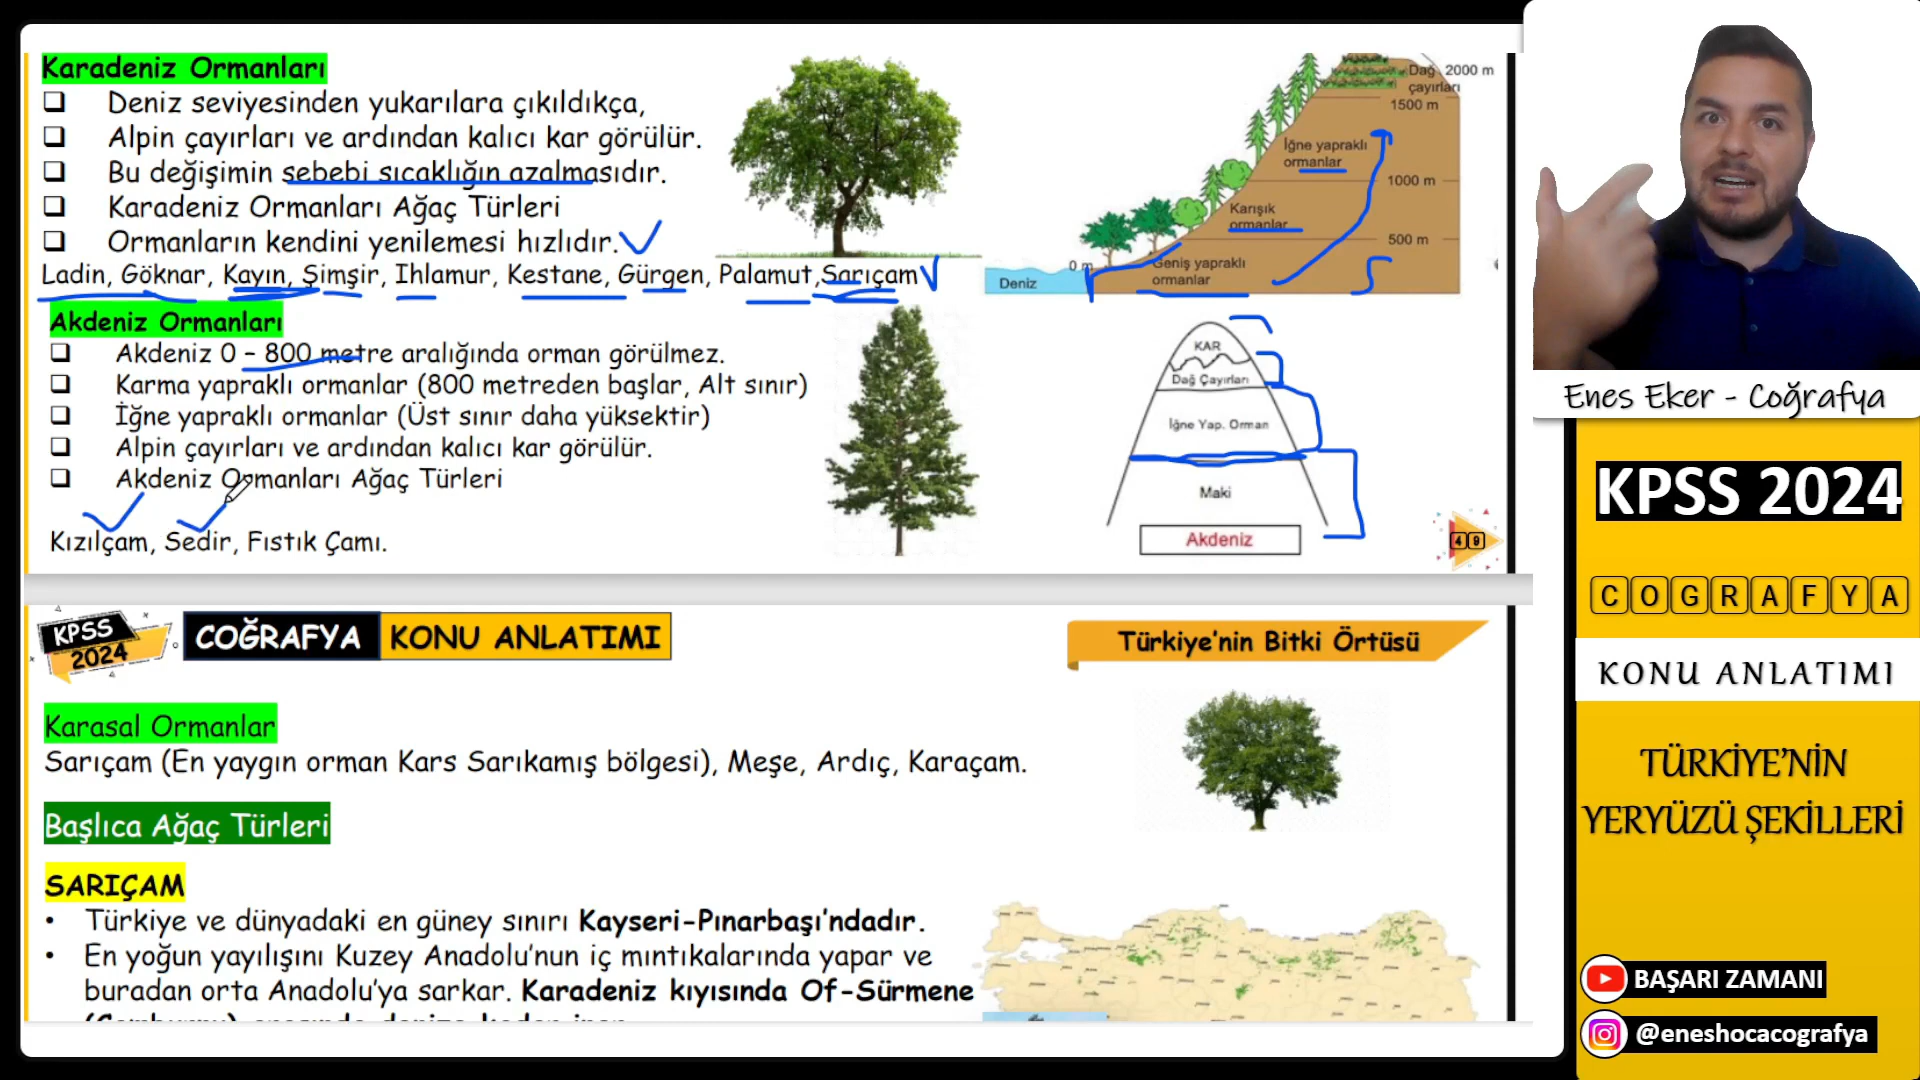 Karadeniz Ormanları
Deniz seviyesinden yukarılara çıkıldıkça,
Alpin çayırları ve ardından kalıcı kar görülür.
Bu değişimin sebebi sıcaklığın azalmasıdır.
Karadeniz Ormanları Ağaç Türleri
Ormanların kendini yenilemesi hızlıdır.
Ladin, Göknar, Kayın, Şimşir, Ihlamur, Kestane, Gürgen, Palamut, Sarıçam
Dağ çayırları
2000 m
1500 m
İğne yapraklı
ormanlar
1000 m
Karışık
ormanlar
500 m
0 m
Geniş yapraklı
ormanlar
Deniz
Akdeniz Ormanları
Akdeniz 0 – 800 metre aralığında orman görülmez.
Karma yapraklı ormanlar (800 metreden başlar, Alt sınır)
İğne yapraklı ormanlar (Üst sınır daha yüksektir)
Alpin çayırları ve ardından kalıcı kar görülür.
Akdeniz Ormanları Ağaç Türleri
Kızılçam, Sedir, Fıstık Çamı.
KAR
Dağ Çayırları
İğne Yap. Orman
Maki
Akdeniz
49
KPSS
2024
COĞRAFYA KONU ANLATIMI
Türkiye'nin Bitki Örtüsü
Karasal Ormanlar
Sarıçam (En yaygın orman Kars Sarıkamış bölgesi), Meşe, Ardıç, Karaçam.
Başlıca Ağaç Türleri
SARIÇAM
• Türkiye ve dünyadaki en güney sınırı Kayseri-Pınarbaşı'ndadır.
• En yoğun yayılışını Kuzey Anadolu'nun iç mıntıkalarında yapar ve
buradan orta Anadolu'ya sarkar. Karadeniz kıyısında Of-Sürmene
Enes Eker - Coğrafya
KPSS 2024
COGRAFYA
KONU ANLATIMI
TÜRKİYE'NİN
YERYÜZÜ ŞEKİLLERİ
BAŞARI ZAMANI
@eneshocacografya